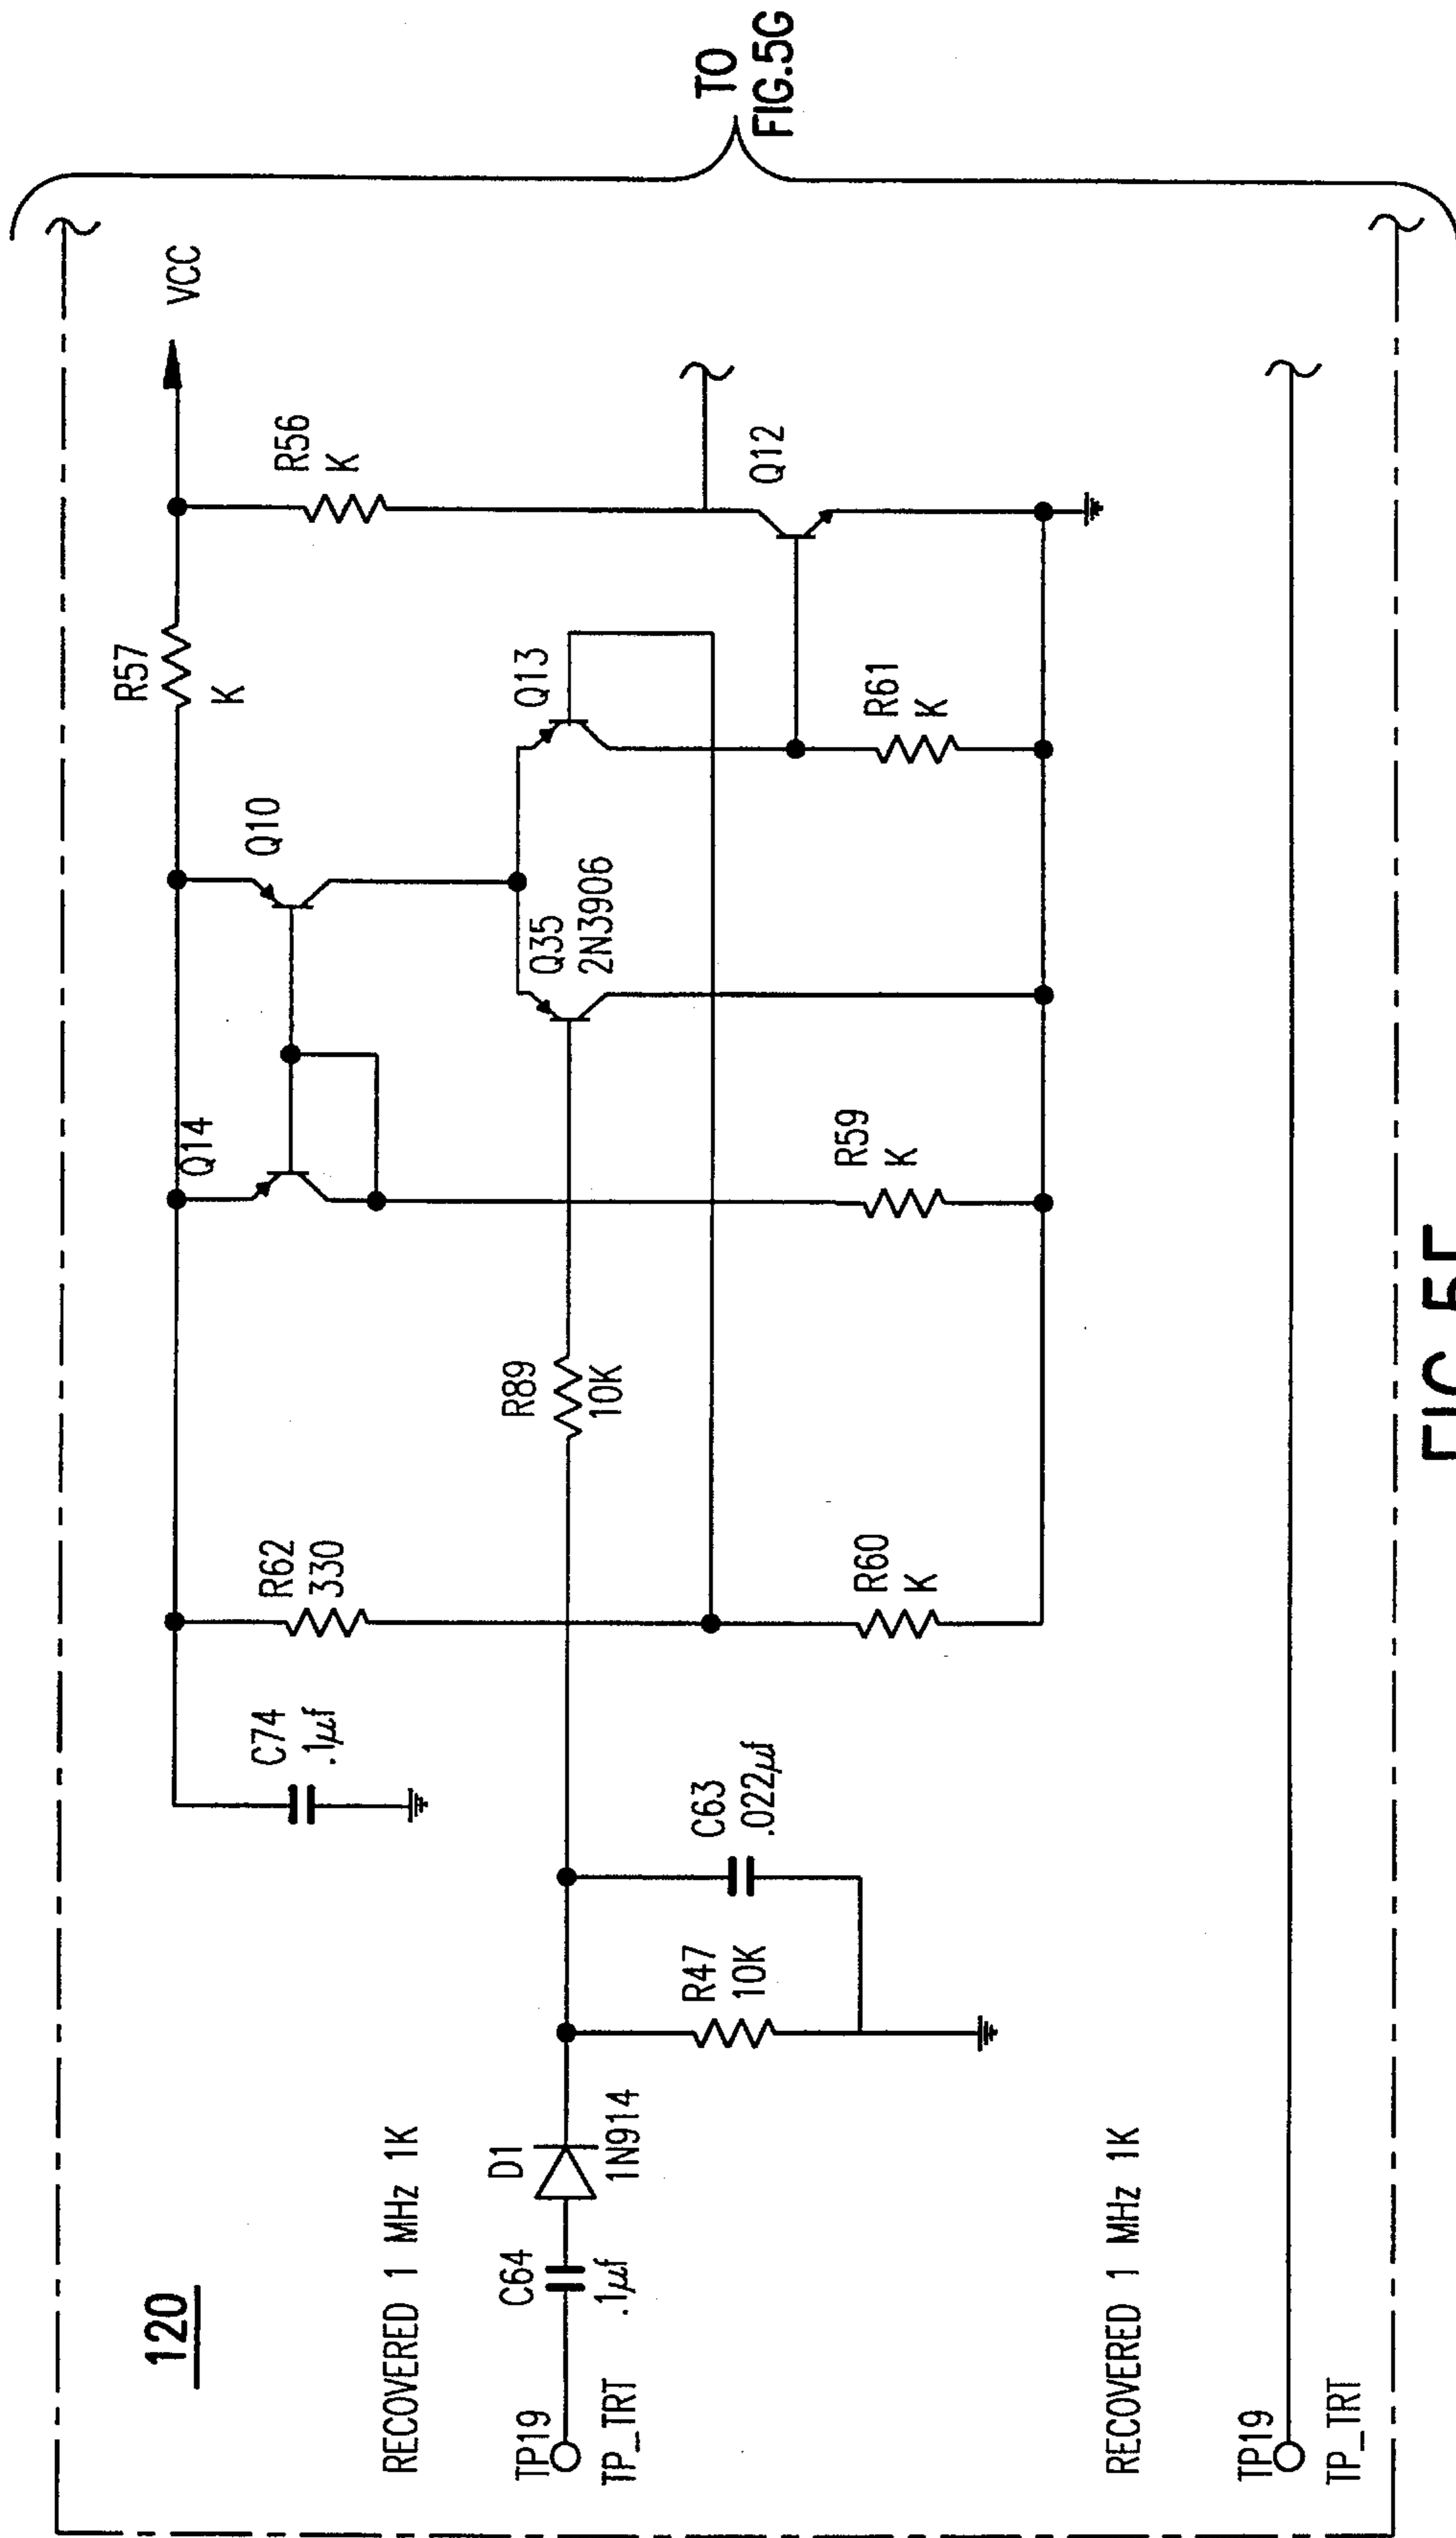 120
RECOVERED 1 MHz 1K
TP19
TP_TRT
C64
.1µf
D1
1N914
R47
10K
C63
.022µf
C74
.1µf
R62
330
R60
K
R89
10K
Q14
R59
K
Q10
Q35
2N3906
Q13
R61
K
R57
K
R56
K
Q12
VCC
TO
FIG.5G
RECOVERED 1 MHz 1K
TP19
TP_TRT